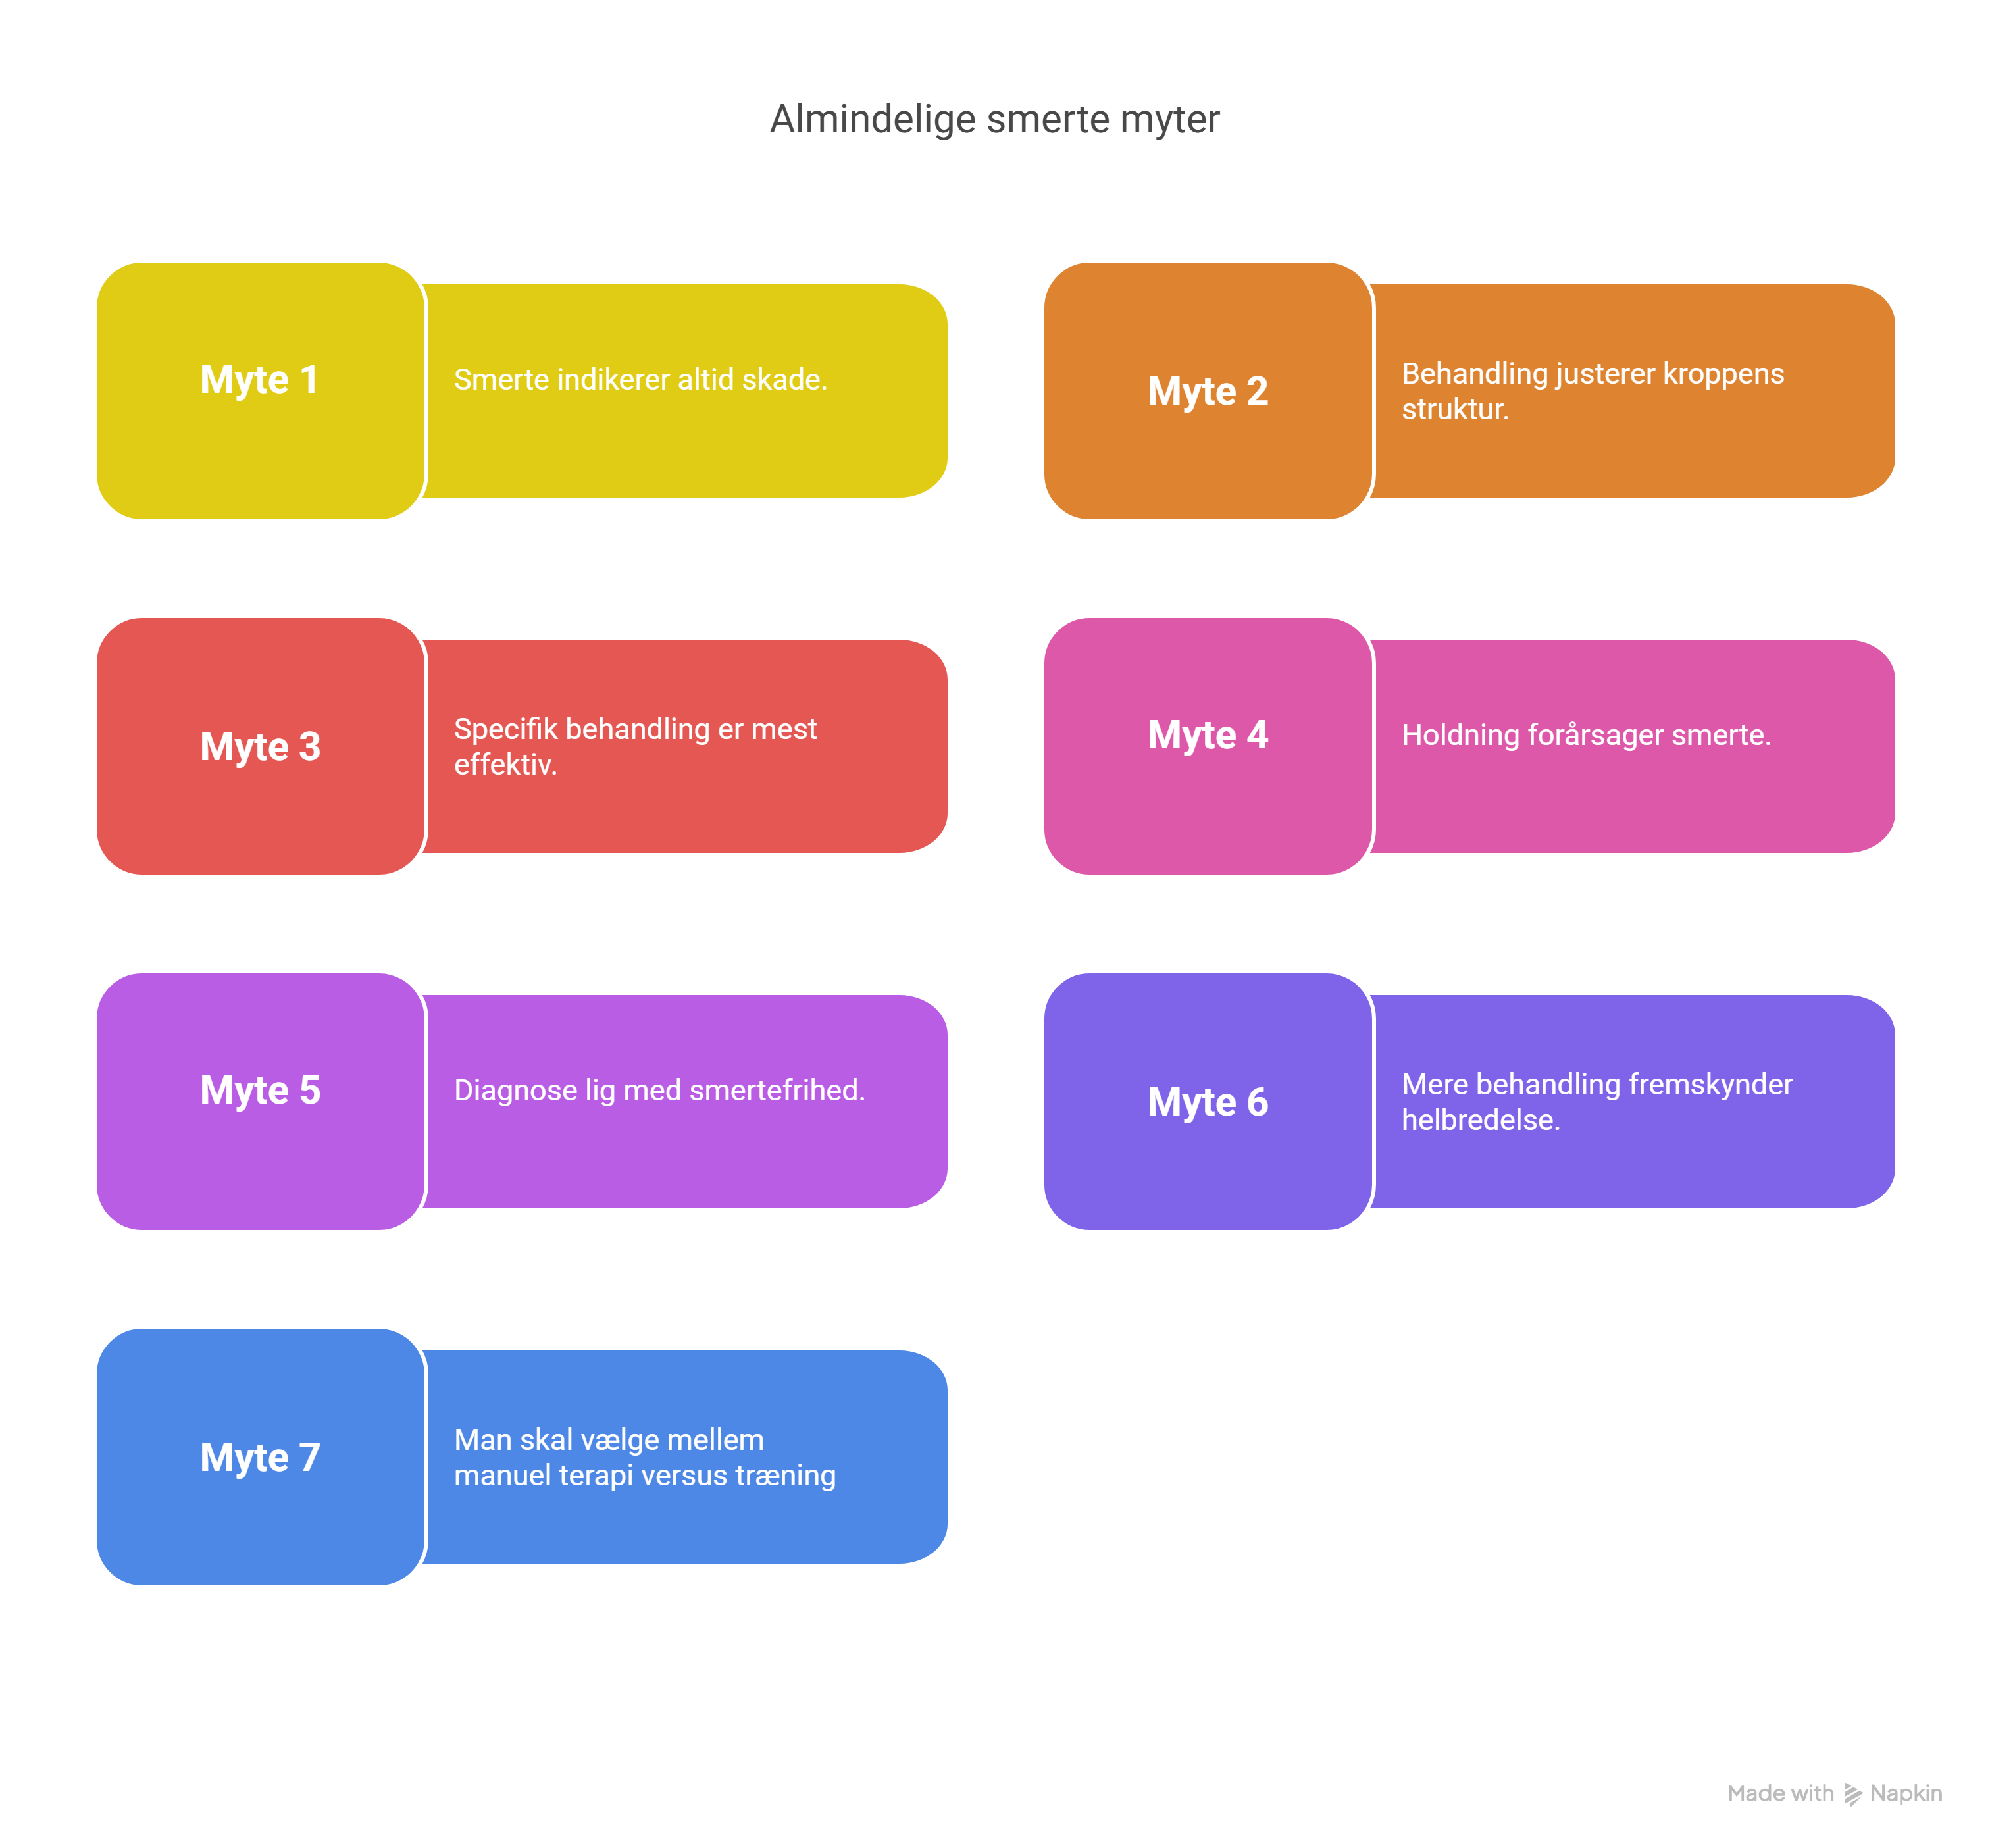 Almindelige smerte myter
Myte 1
Smerte indikerer altid skade.
Myte 2
Behandling justerer kroppens
struktur.
Myte 3
Specifik behandling er mest
effektiv.
Myte 4
Holdning forårsager smerte.
Myte 5
Diagnose lig med smertefrihed.
Myte 6
Mere behandling fremskynder
helbredelse.
Myte 7
Man skal vælge mellem
manuel terapi versus træning
Made with Napkin